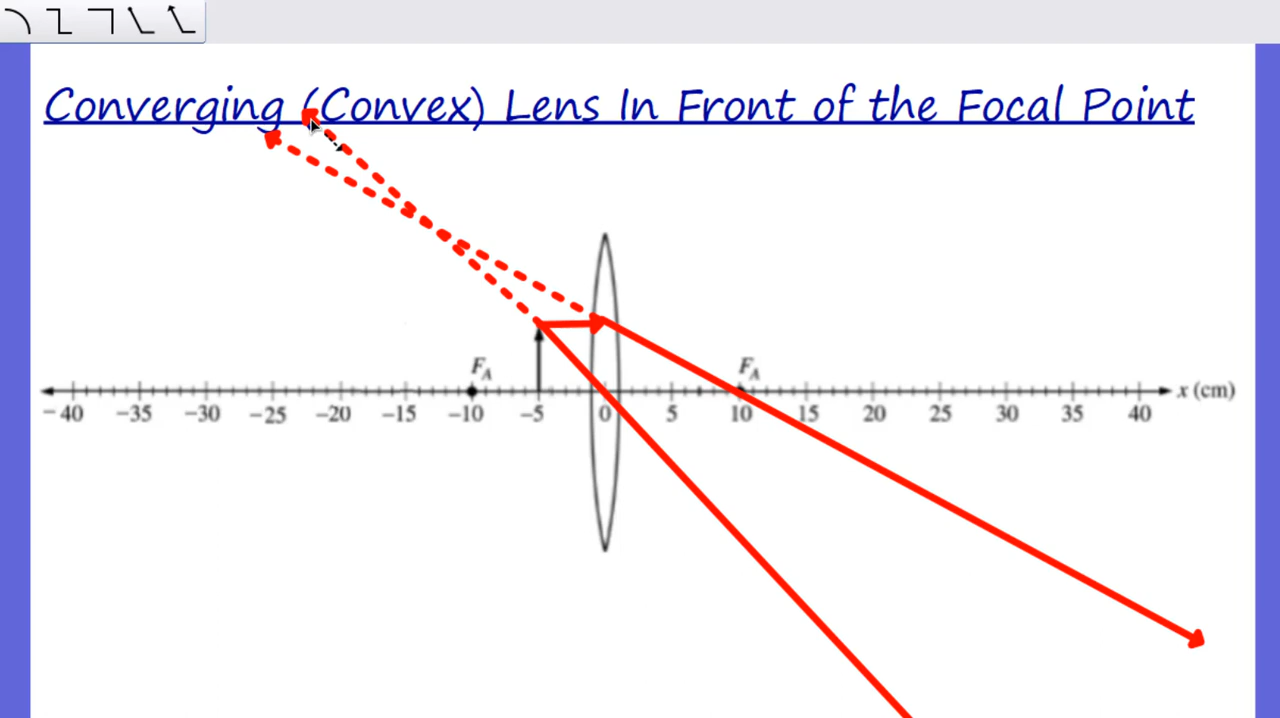 Converging (Convex) Lens In Front of the Focal Point
F_A F_A
x (cm)
−40 −35 −30 −25 −20 −15 −10 −5 0 5 10 15 20 25 30 35 40